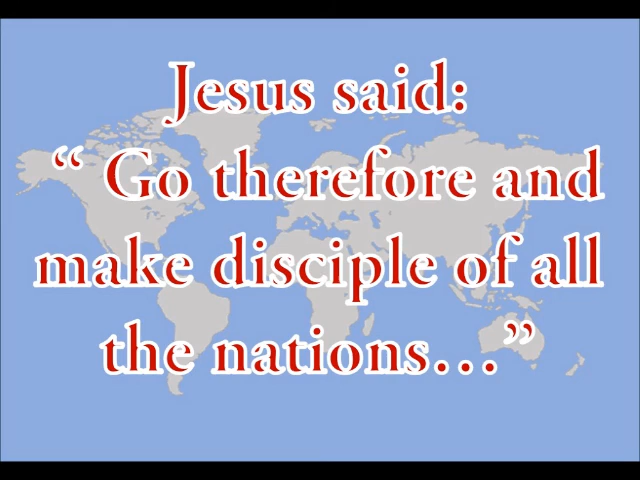 Jesus said:
“ Go therefore and
make disciple of all
the nations…”